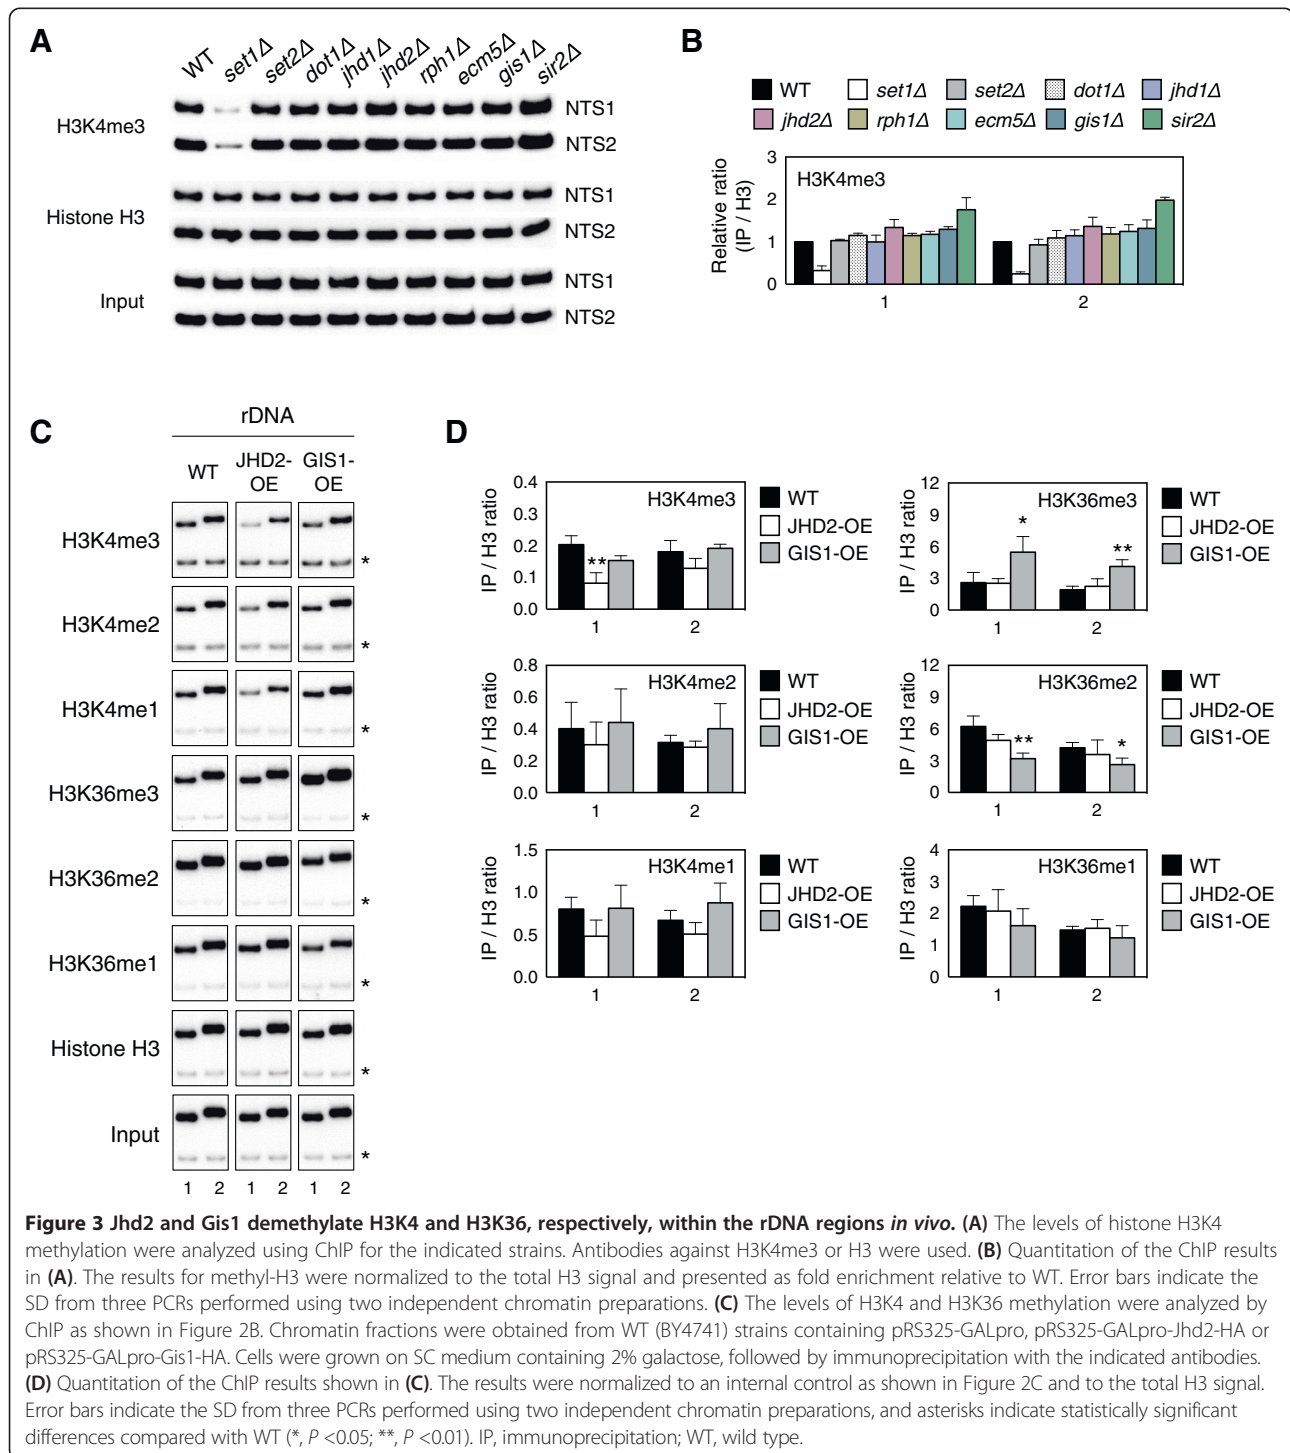 A
WT set1Δ set2Δ dot1Δ jhd1Δ jhd2Δ rph1Δ ecm5Δ gis1Δ sir2Δ
H3K4me3
NTS1
NTS2
Histone H3
NTS1
NTS2
Input
NTS1
NTS2
B
WT set1Δ set2Δ dot1Δ jhd1Δ
jhd2Δ rph1Δ ecm5Δ gis1Δ sir2Δ
Relative ratio
(IP / H3)
3
2
1
0
H3K4me3
1 2
C
rDNA
WT JHD2-OE GIS1-OE
H3K4me3 *
H3K4me2 *
H3K4me1 *
H3K36me3 *
H3K36me2 *
H3K36me1 *
Histone H3 *
Input *
1 2 1 2 1 2
D
IP / H3 ratio
0.4
0.3
0.2
0.1
0.0
H3K4me3
**
1 2
WT
JHD2-OE
GIS1-OE
IP / H3 ratio
12
9
6
3
0
H3K36me3
* **
1 2
WT
JHD2-OE
GIS1-OE
IP / H3 ratio
0.8
0.6
0.4
0.2
0.0
H3K4me2
1 2
WT
JHD2-OE
GIS1-OE
IP / H3 ratio
12
9
6
3
0
H3K36me2
** *
1 2
WT
JHD2-OE
GIS1-OE
IP / H3 ratio
1.5
1.0
0.5
0.0
H3K4me1
1 2
WT
JHD2-OE
GIS1-OE
IP / H3 ratio
4
3
2
1
0
H3K36me1
1 2
WT
JHD2-OE
GIS1-OE
Figure 3 Jhd2 and Gis1 demethylate H3K4 and H3K36, respectively, within the rDNA regions in vivo. (A) The levels of histone H3K4
methylation were analyzed using ChIP for the indicated strains. Antibodies against H3K4me3 or H3 were used. (B) Quantitation of the ChIP results
in (A). The results for methyl-H3 were normalized to the total H3 signal and presented as fold enrichment relative to WT. Error bars indicate the
SD from three PCRs performed using two independent chromatin preparations. (C) The levels of H3K4 and H3K36 methylation were analyzed by
ChIP as shown in Figure 2B. Chromatin fractions were obtained from WT (BY4741) strains containing pRS325-GALpro, pRS325-GALpro-Jhd2-HA or
pRS325-GALpro-Gis1-HA. Cells were grown on SC medium containing 2% galactose, followed by immunoprecipitation with the indicated antibodies.
(D) Quantitation of the ChIP results shown in (C). The results were normalized to an internal control as shown in Figure 2C and to the total H3 signal.
Error bars indicate the SD from three PCRs performed using two independent chromatin preparations, and asterisks indicate statistically significant
differences compared with WT (*, P <0.05; **, P <0.01). IP, immunoprecipitation; WT, wild type.